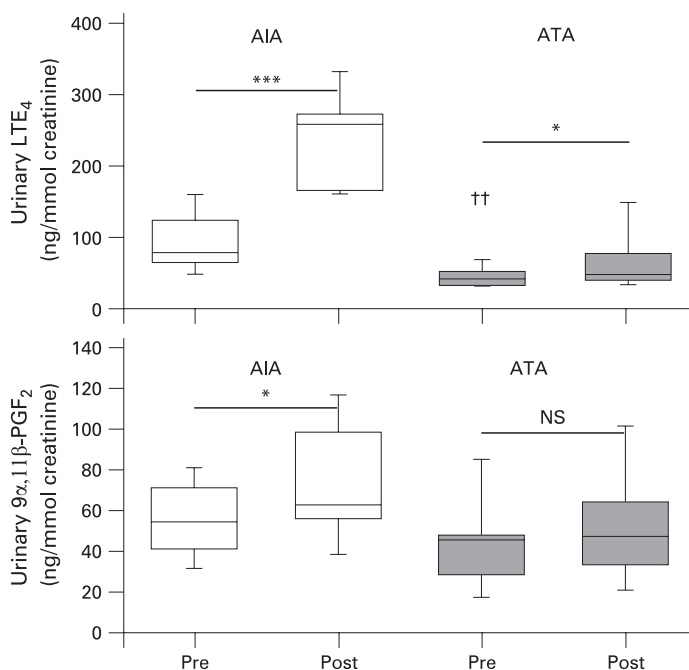 Urinary LTE4
(ng/mmol creatinine)
400
300
200
100
0
AIA
ATA
***
*
††
Urinary 9α,11β-PGF2
(ng/mmol creatinine)
140
120
100
80
60
40
20
0
AIA
ATA
*
NS
Pre
Post
Pre
Post